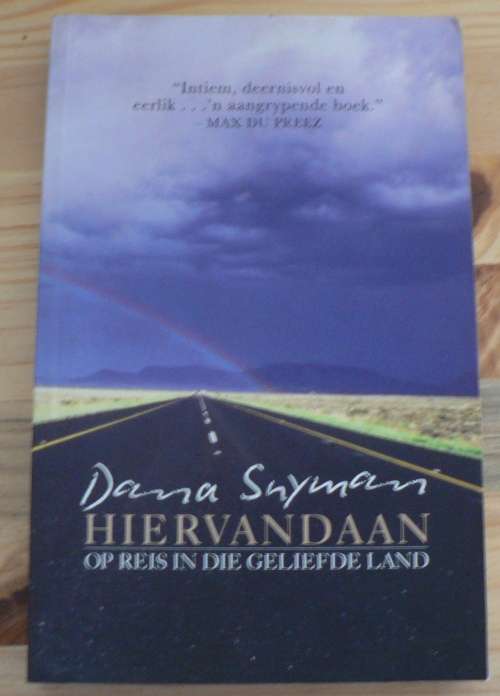 “Intiem, deernisvol en
eerlik . . .’n aangrypende boek.”
– MAX DU PREEZ
Dana Snyman
HIERVANDAAN
OP REIS IN DIE GELIEFDE LAND